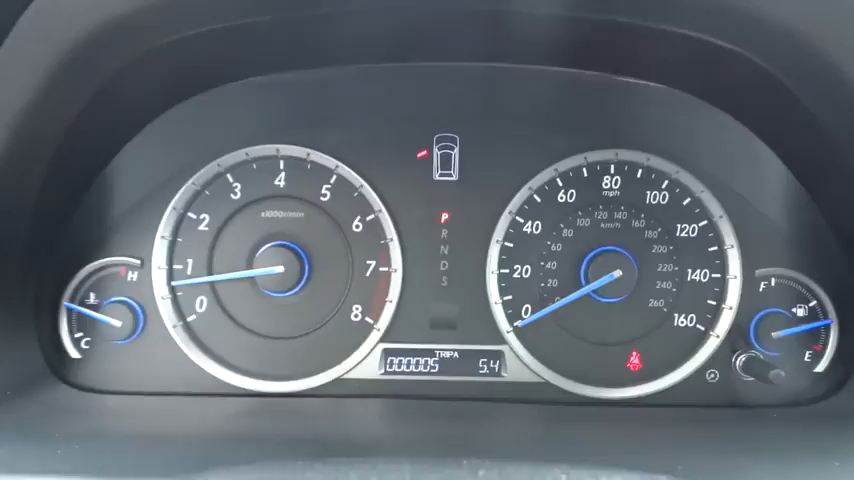 0 1 2 3 4 5 6 7 8
x1000r/min
P
R
N
D
S
0 20 40 60 80 100 120 140 160
mph
20 40 60 80 100 120 140 160 180 200 220 240 260
km/h
H
C
F
E
TRIP A
000005 5.4